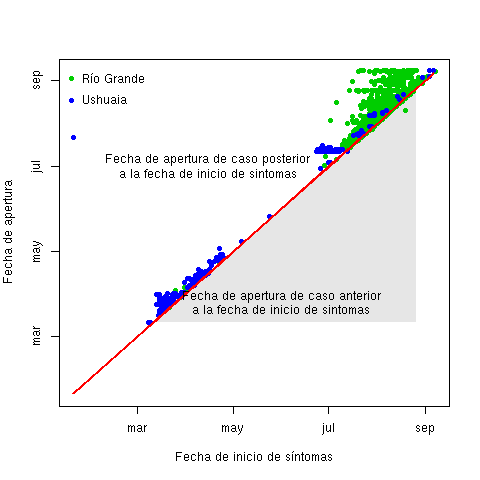 Río Grande
Ushuaia
Fecha de apertura de caso posterior
a la fecha de inicio de sintomas
Fecha de apertura de caso anterior
a la fecha de inicio de sintomas
Fecha de apertura
sep
jul
may
mar
mar
may
jul
sep
Fecha de inicio de síntomas